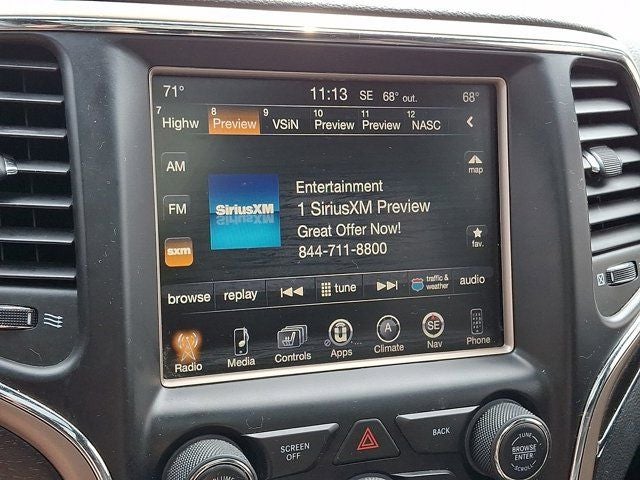 71° 11:13 SE 68° out. 68°
7 8 9 10 11 12
Highw Preview VSiN Preview Preview NASC
AM
map
SiriusXM
Entertainment
1 SiriusXM Preview
FM
Great Offer Now!
fav.
844-711-8800
sxm
browse replay tune traffic & weather audio
A SE
Radio Media Controls Apps Climate Nav Phone
SCREEN OFF
BACK
TUNE
BROWSE
ENTER
SCROLL